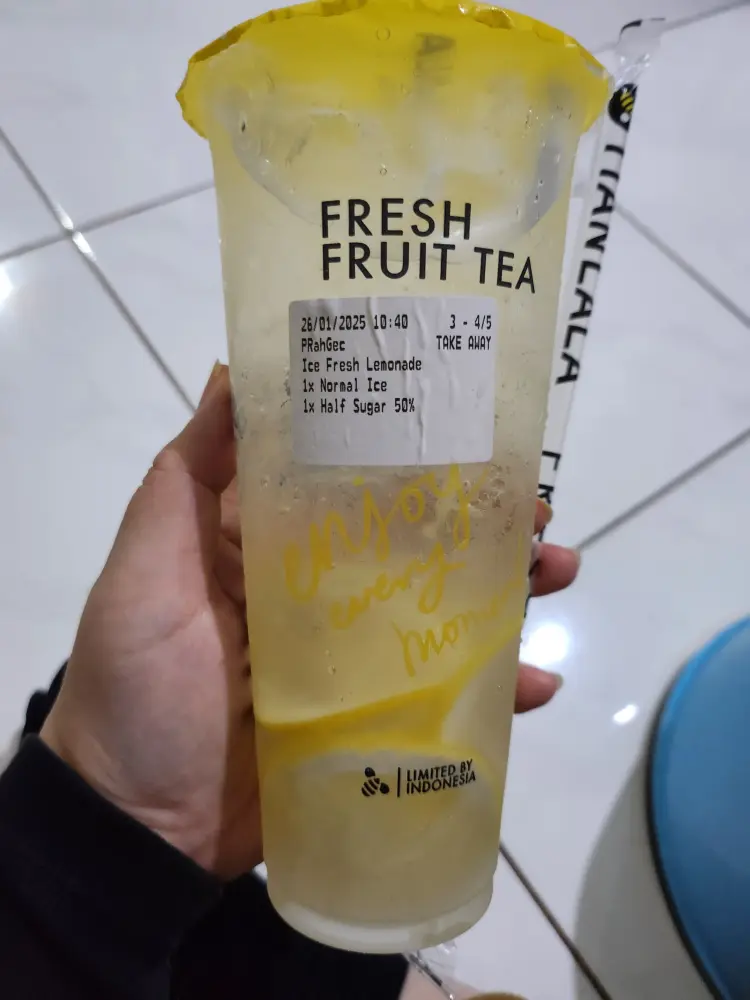 FRESH
FRUIT TEA
26/01/2025 10:40 3 - 4/5
PRahGec TAKE AWAY
Ice Fresh Lemonade
1x Normal Ice
1x Half Sugar 50%
enjoy
every
LIMITED BY
INDONESIA
TIANLALA